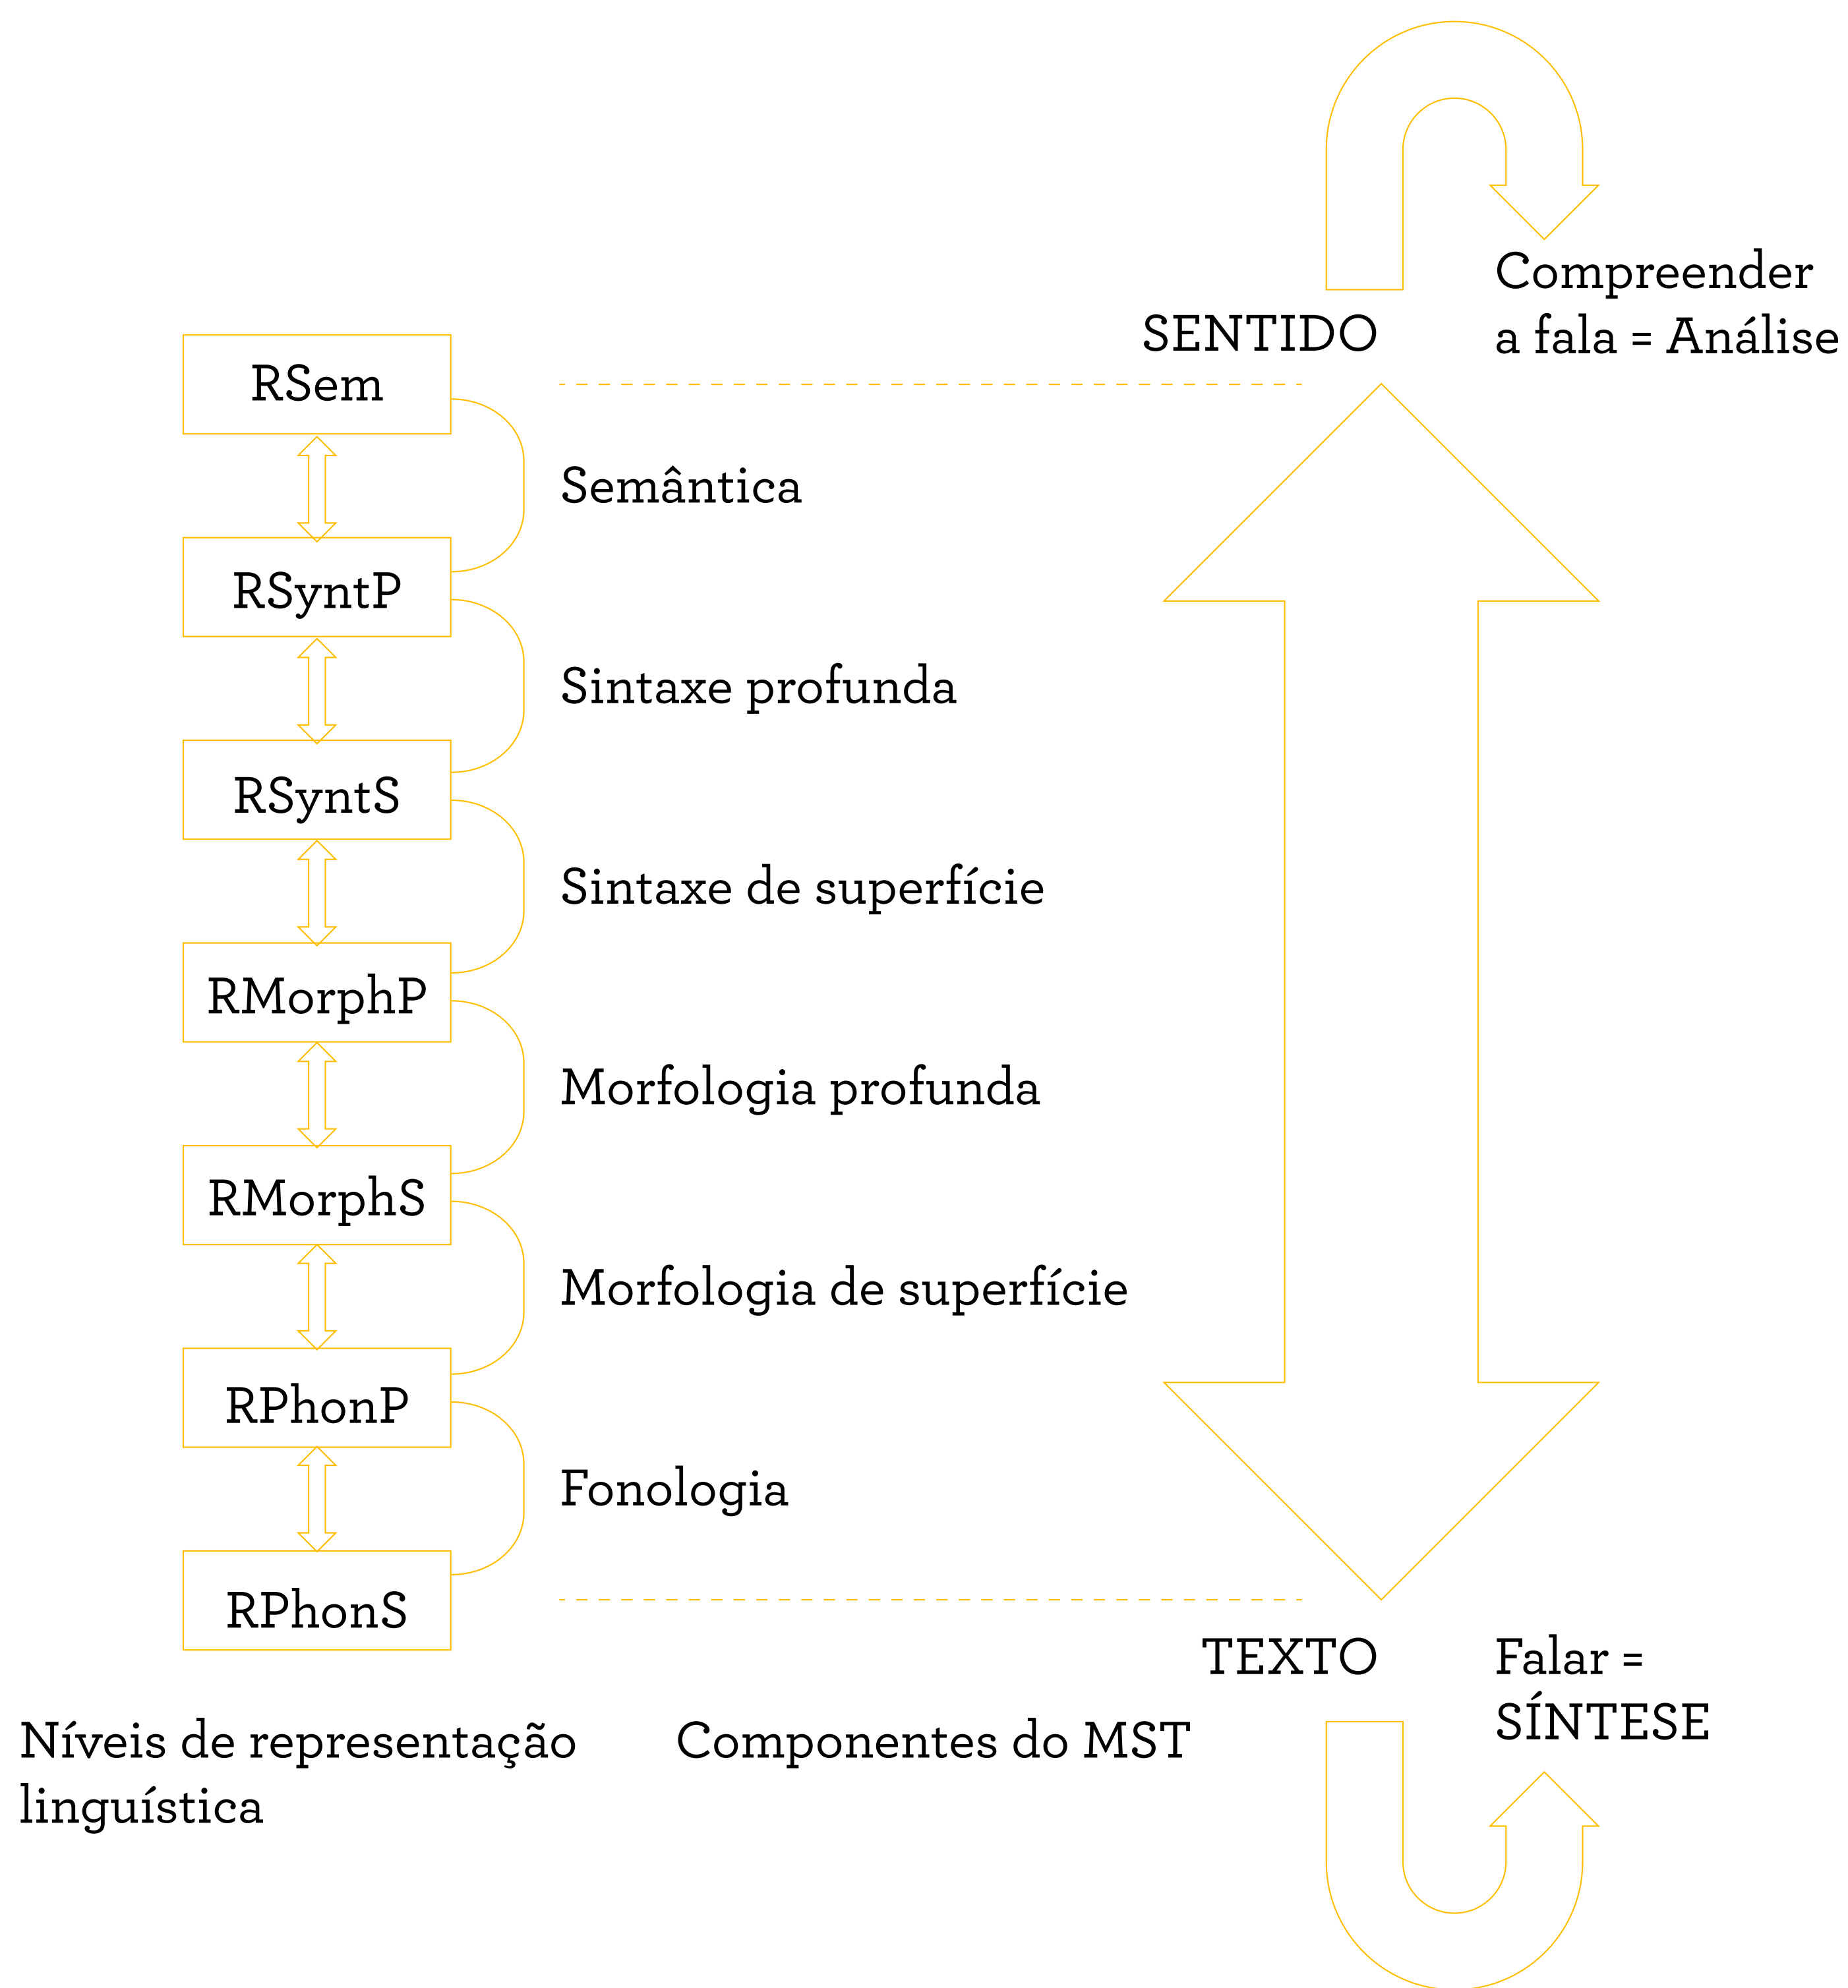 Compreender
a fala = Análise
SENTIDO
RSem
Semântica
RSyntP
Sintaxe profunda
RSyntS
Sintaxe de superfície
RMorphP
Morfologia profunda
RMorphS
Morfologia de superfície
RPhonP
Fonologia
RPhonS
TEXTO
Falar =
SÍNTESE
Níveis de representação
linguística
Componentes do MST